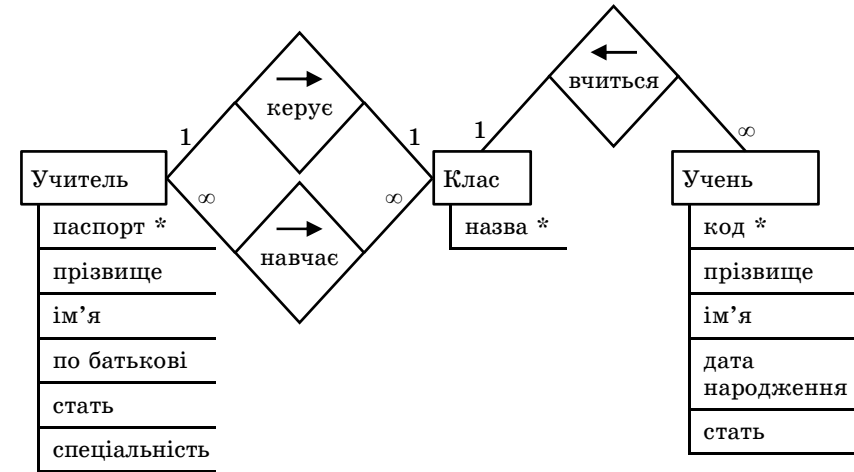 керує
вчиться
1
1
1
∞
Учитель
Клас
Учень
∞
∞
паспорт *
назва *
код *
навчає
прізвище
прізвище
ім’я
ім’я
по батькові
дата
народження
стать
стать
спеціальність